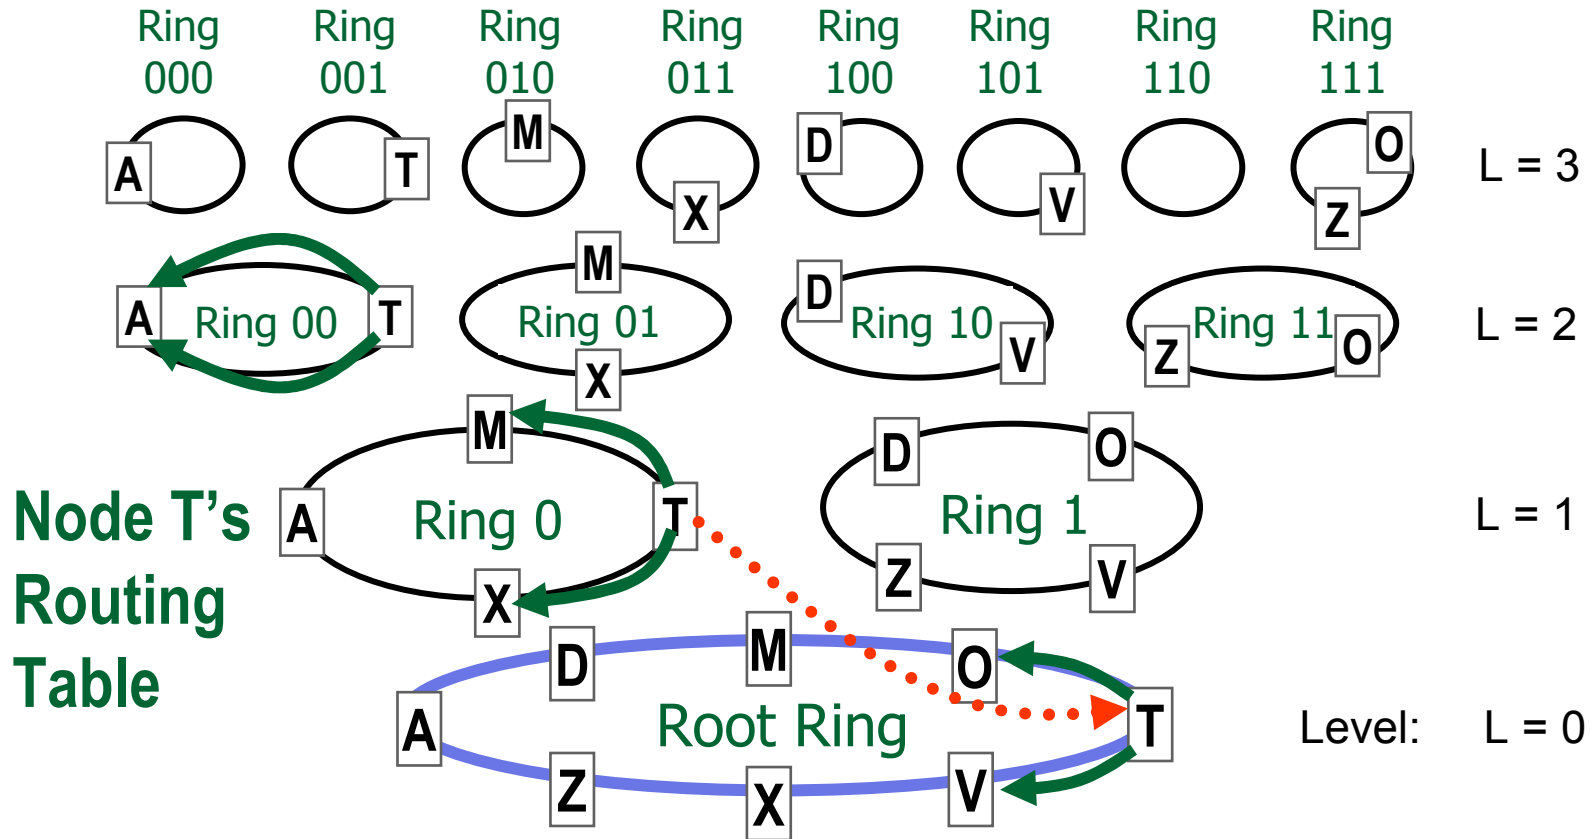 Ring Ring Ring Ring Ring Ring Ring Ring
000 001 010 011 100 101 110 111
A T M X D V O Z L = 3
A Ring 00 T M Ring 01 X D Ring 10 V Z Ring 11 O L = 2
M D O
Node T's A Ring 0 T Ring 1 L = 1
Routing X Z V
Table D M O
A Root Ring T Level: L = 0
Z X V